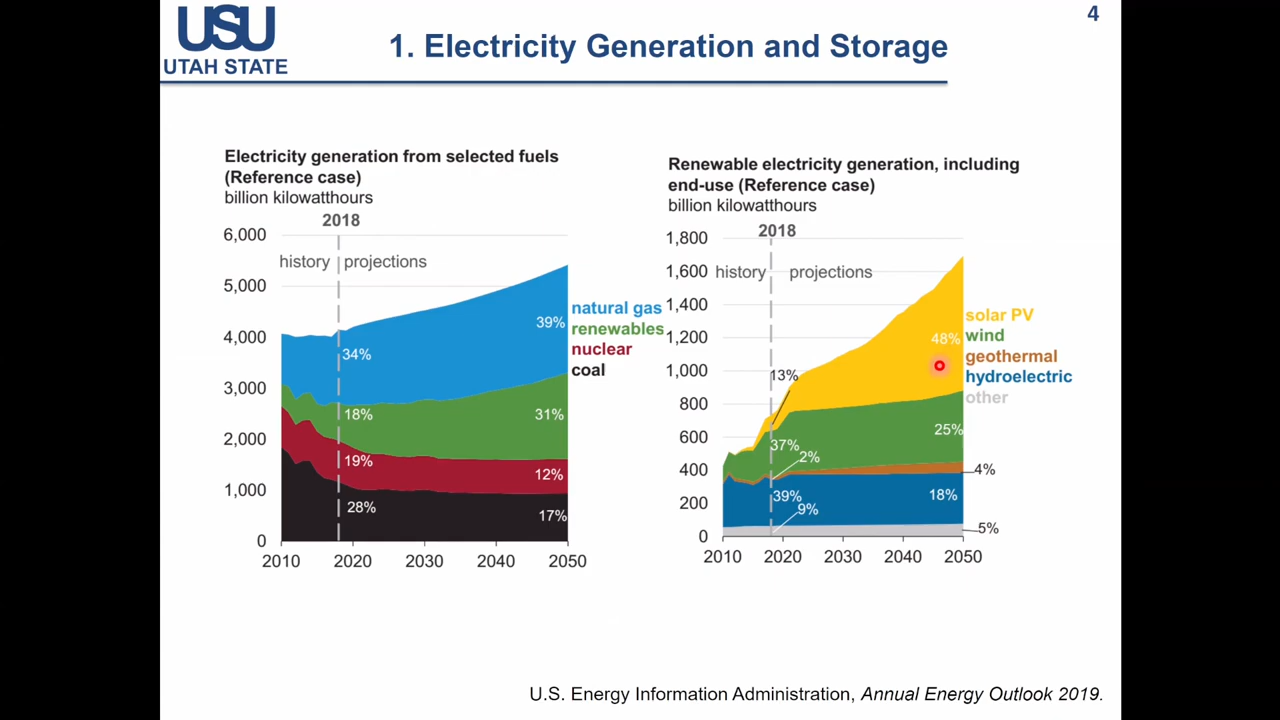 USU
UTAH STATE
4
1. Electricity Generation and Storage
Electricity generation from selected fuels
(Reference case)
billion kilowatthours
2018
6,000
history
projections
5,000
4,000
3,000
2,000
1,000
0
natural gas
renewables
nuclear
coal
39%
34%
18%
31%
19%
12%
28%
17%
2010
2020
2030
2040
2050
Renewable electricity generation, including
end-use (Reference case)
billion kilowatthours
2018
1,800
1,600
history
projections
1,400
1,200
1,000
800
600
400
200
0
solar PV
wind
geothermal
hydroelectric
other
48%
13%
25%
37%
2%
4%
39%
18%
9%
5%
2010
2020
2030
2040
2050
U.S. Energy Information Administration, Annual Energy Outlook 2019.